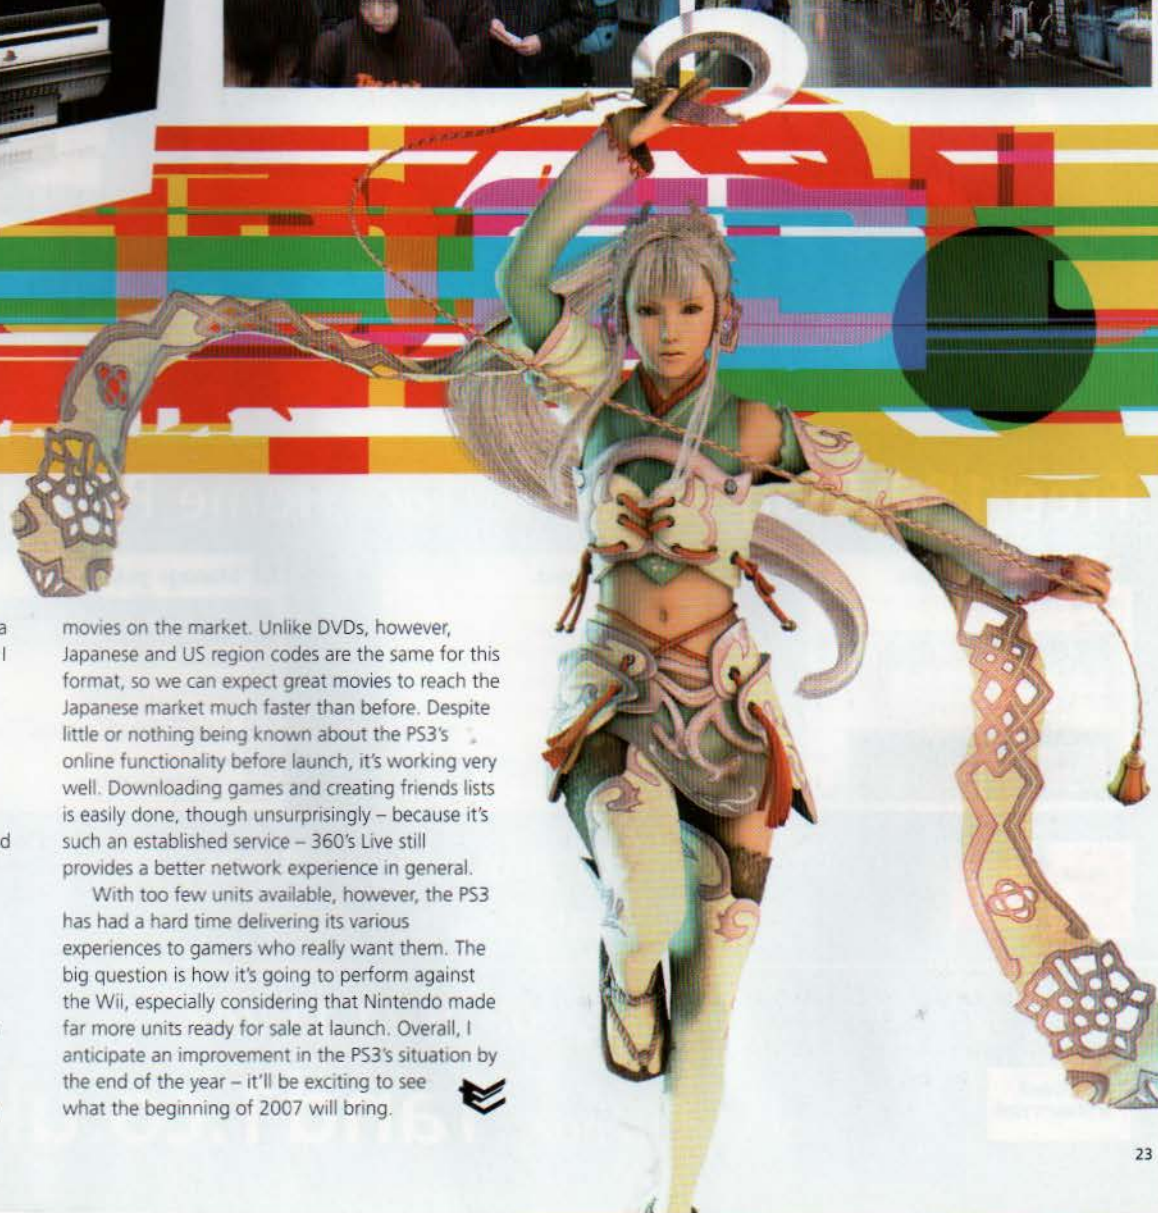 a
I
d
movies on the market. Unlike DVDs, however,
Japanese and US region codes are the same for this
format, so we can expect great movies to reach the
Japanese market much faster than before. Despite
little or nothing being known about the PS3's
online functionality before launch, it's working very
well. Downloading games and creating friends lists
is easily done, though unsurprisingly – because it's
such an established service – 360's Live still
provides a better network experience in general.
With too few units available, however, the PS3
has had a hard time delivering its various
experiences to gamers who really want them. The
big question is how it's going to perform against
the Wii, especially considering that Nintendo made
far more units ready for sale at launch. Overall, I
anticipate an improvement in the PS3's situation by
the end of the year – it'll be exciting to see
what the beginning of 2007 will bring.
23